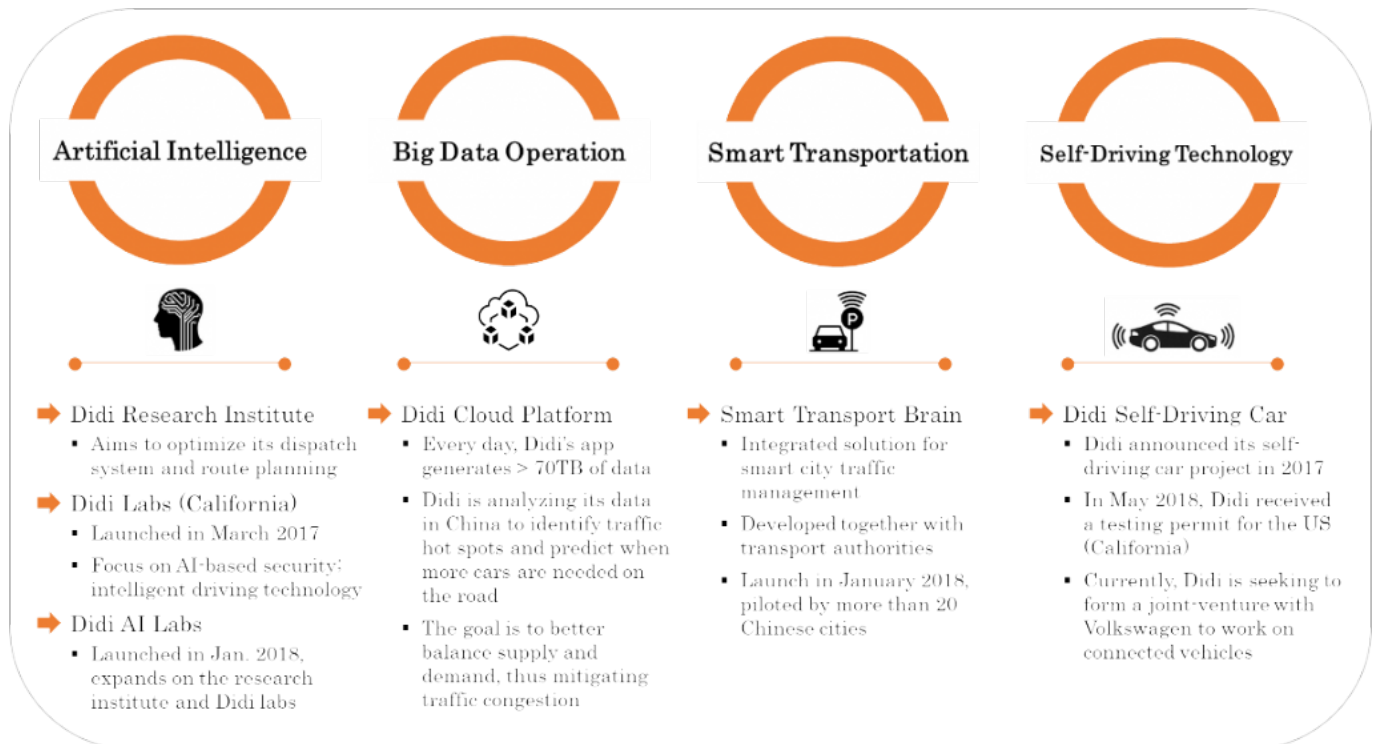 Artificial Intelligence
Big Data Operation
Smart Transportation
Self-Driving Technology
P
Didi Research Institute
▪ Aims to optimize its dispatch
system and route planning
Didi Labs (California)
▪ Launched in March 2017
▪ Focus on AI-based security;
intelligent driving technology
Didi AI Labs
▪ Launched in Jan. 2018,
expands on the research
institute and Didi labs
Didi Cloud Platform
▪ Every day, Didi's app
generates > 70TB of data
▪ Didi is analyzing its data
in China to identify traffic
hot spots and predict when
more cars are needed on
the road
▪ The goal is to better
balance supply and
demand, thus mitigating
traffic congestion
Smart Transport Brain
▪ Integrated solution for
smart city traffic
management
▪ Developed together with
transport authorities
▪ Launch in January 2018,
piloted by more than 20
Chinese cities
Didi Self-Driving Car
▪ Didi announced its self-
driving car project in 2017
▪ In May 2018, Didi received
a testing permit for the US
(California)
▪ Currently, Didi is seeking to
form a joint-venture with
Volkswagen to work on
connected vehicles